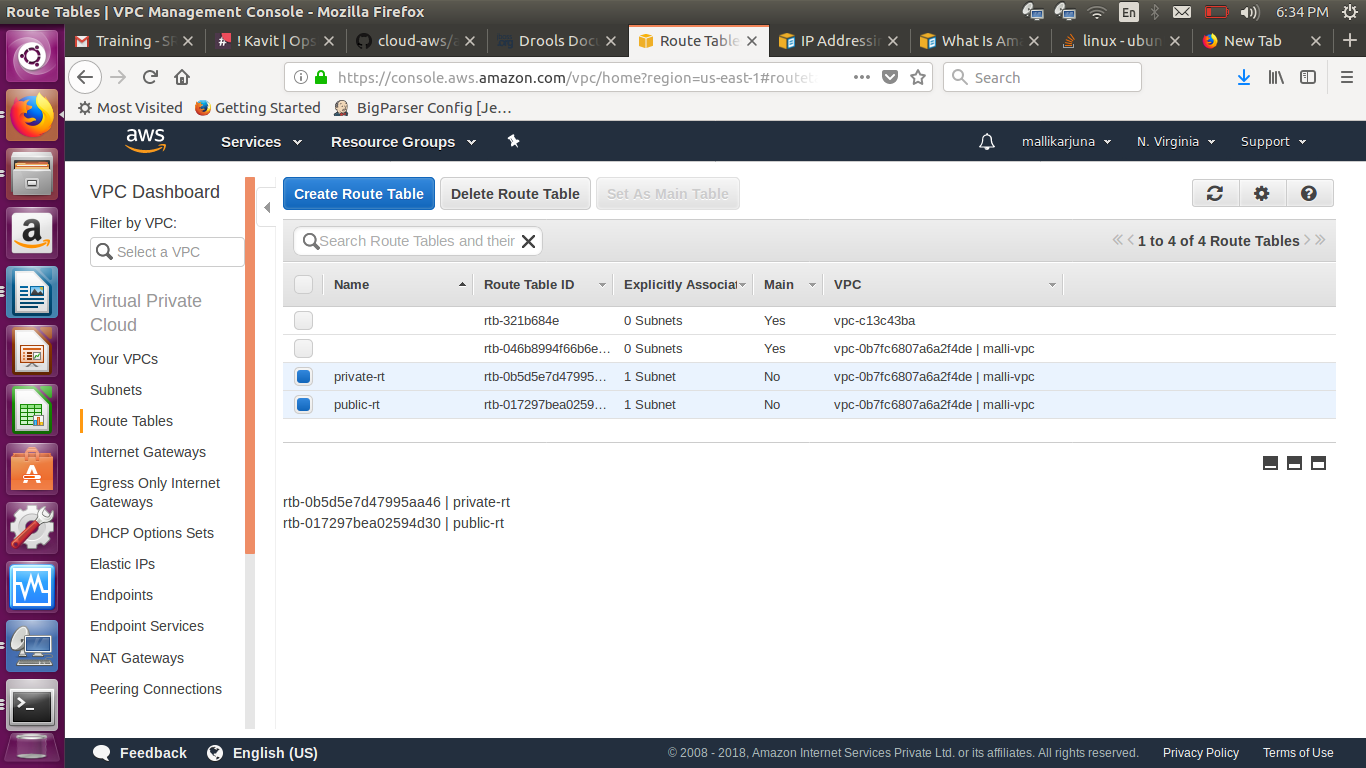 Route Tables | VPC Management Console - Mozilla Firefox
En
6:34 PM
Training - SP
! Kavit | Ops
cloud-aws/
Drools Docu
Route Table
IP Addressin
What Is Ama
linux - ubun
New Tab
https://console.aws.amazon.com/vpc/home?region=us-east-1#routet
Search
Most Visited
Getting Started
BigParser Config [Je…
aws
Services
Resource Groups
mallikarjuna
N. Virginia
Support
VPC Dashboard
Filter by VPC:
Select a VPC
Virtual Private
Cloud
Your VPCs
Subnets
Route Tables
Internet Gateways
Egress Only Internet
Gateways
DHCP Options Sets
Elastic IPs
Endpoints
Endpoint Services
NAT Gateways
Peering Connections
Create Route Table
Delete Route Table
Set As Main Table
Search Route Tables and their
1 to 4 of 4 Route Tables
Name Route Table ID Explicitly Associat Main VPC
rtb-321b684e 0 Subnets Yes vpc-c13c43ba
rtb-046b8994f66b6e… 0 Subnets Yes vpc-0b7fc6807a6a2f4de | malli-vpc
private-rt rtb-0b5d5e7d47995… 1 Subnet No vpc-0b7fc6807a6a2f4de | malli-vpc
public-rt rtb-017297bea0259… 1 Subnet No vpc-0b7fc6807a6a2f4de | malli-vpc
rtb-0b5d5e7d47995aa46 | private-rt
rtb-017297bea02594d30 | public-rt
Feedback
English (US)
© 2008 - 2018, Amazon Internet Services Private Ltd. or its affiliates. All rights reserved.
Privacy Policy
Terms of Use